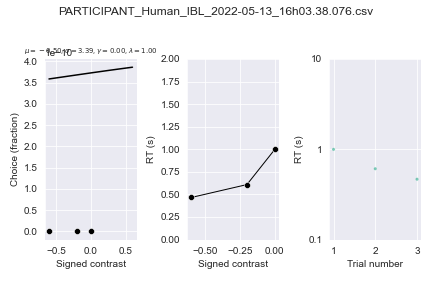 PARTICIPANT_Human_IBL_2022-05-13_16h03.38.076.csv
σ = 3.39, γ = 0.00, λ = 1.00
4.0
3.5
3.0
2.5
2.0
1.5
1.0
0.5
0.0
Choice (fraction)
−0.5 0.0 0.5
Signed contrast
2.00
1.75
1.50
1.25
1.00
0.75
0.50
0.25
0.00
RT (s)
−0.50 −0.25 0.00
Signed contrast
10
1
0.1
RT (s)
1 2 3
Trial number